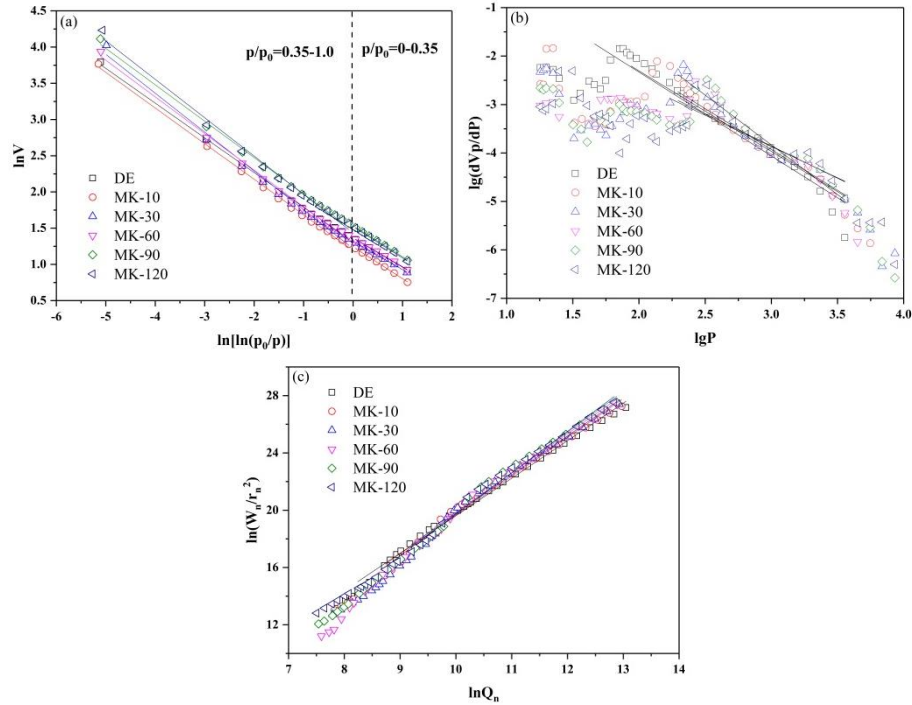 (a)
p/p0=0.35-1.0
p/p0=0-0.35
lnV
4.5
4.0
3.5
3.0
2.5
2.0
1.5
1.0
0.5
DE
MK-10
MK-30
MK-60
MK-90
MK-120
-6 -5 -4 -3 -2 -1 0 1 2
ln[ln(p0/p)]
(b)
lg(dVp/dP)
-1
-2
-3
-4
-5
-6
-7
DE
MK-10
MK-30
MK-60
MK-90
MK-120
1.0 1.5 2.0 2.5 3.0 3.5 4.0
lgP
(c)
ln(Wn/rn²)
28
24
20
16
12
DE
MK-10
MK-30
MK-60
MK-90
MK-120
7 8 9 10 11 12 13 14
lnQn